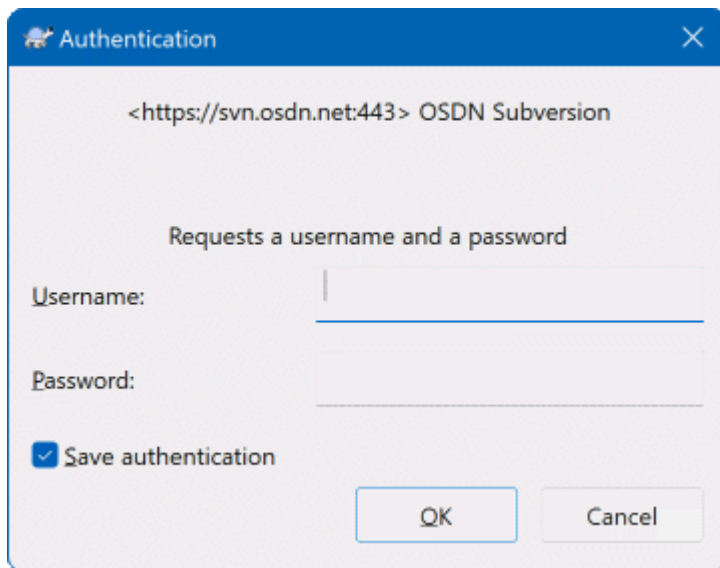 Authentication
<https://svn.osdn.net:443> OSDN Subversion
Requests a username and a password
Username:
Password:
Save authentication
OK Cancel